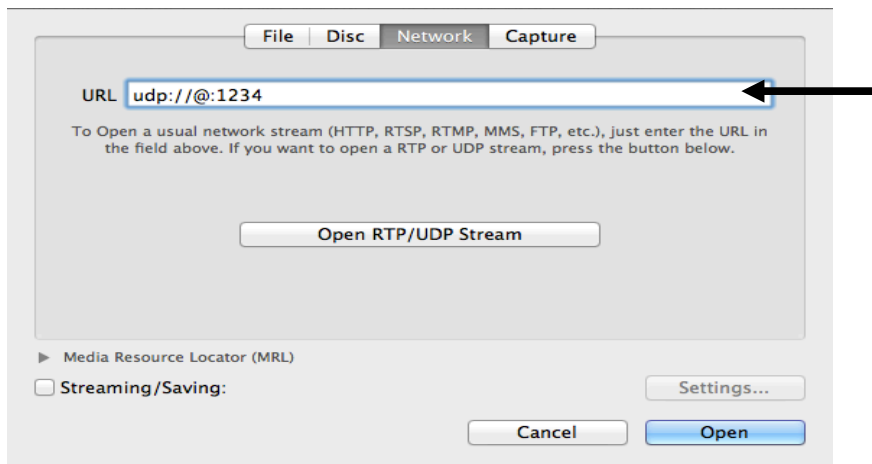 File Disc Network Capture
URL udp://@:1234
To Open a usual network stream (HTTP, RTSP, RTMP, MMS, FTP, etc.), just enter the URL in
the field above. If you want to open a RTP or UDP stream, press the button below.
Open RTP/UDP Stream
Media Resource Locator (MRL)
Streaming/Saving:
Settings...
Cancel
Open